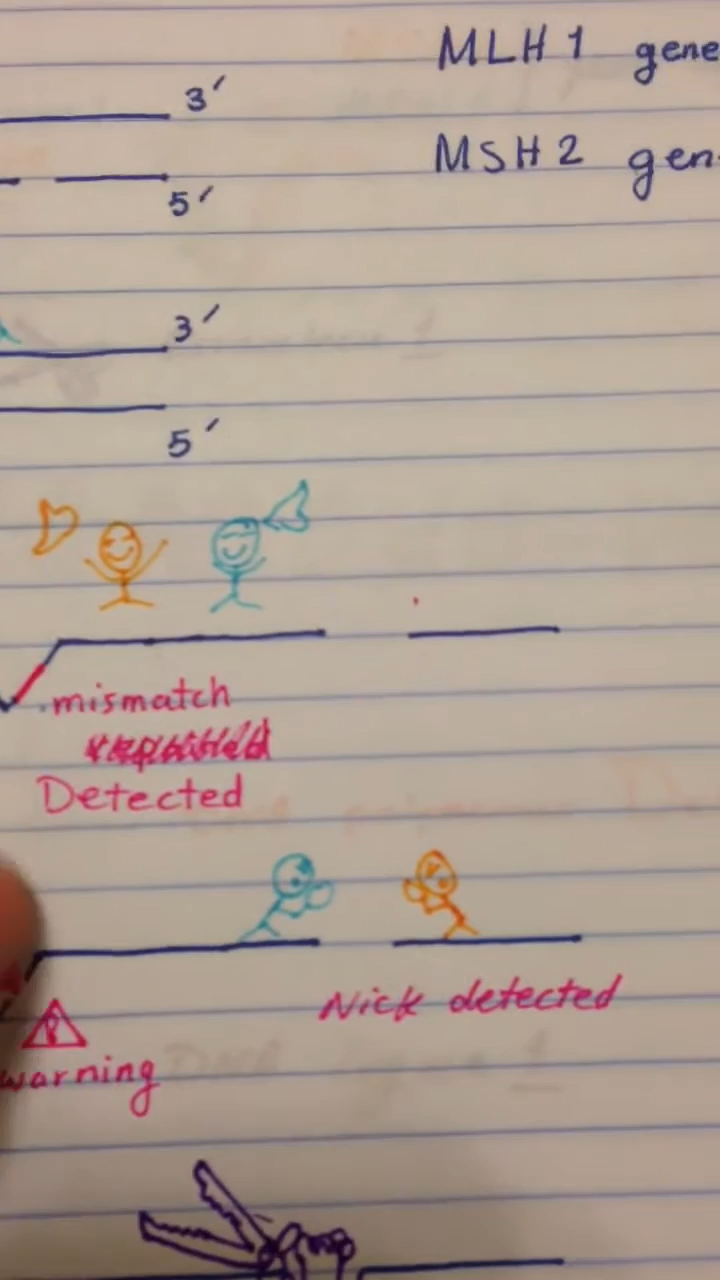 MLH1 gene
3′
MSH2 gen
5′
3′
5′
mismatch
Detected
Nick detected
warning